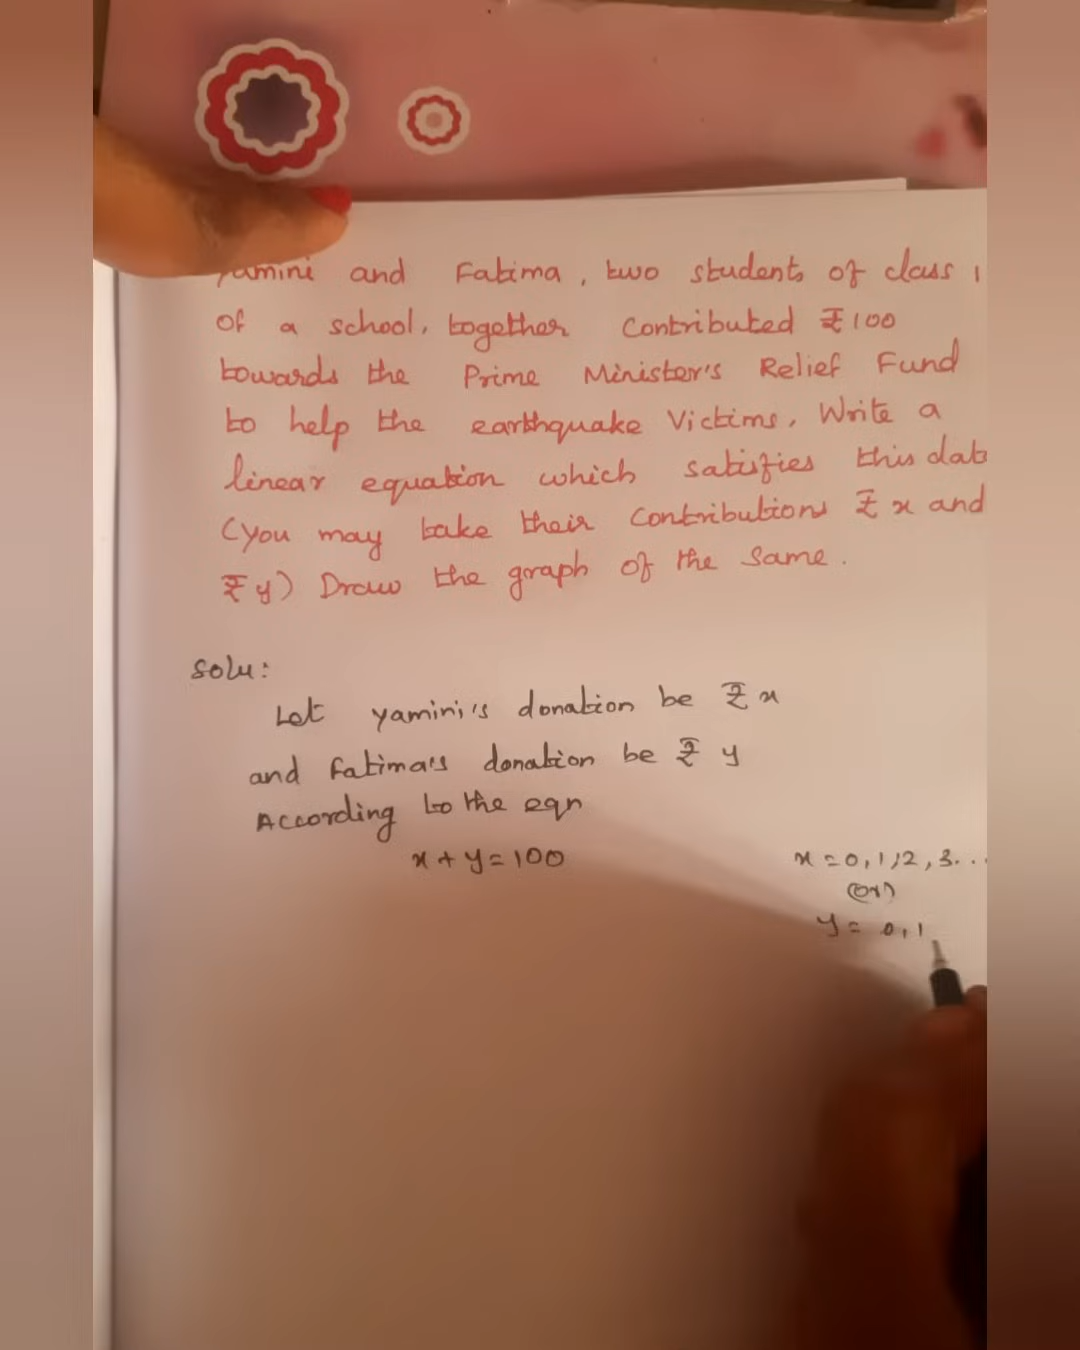 yamini and Fatima, two students of class
of a school, together contributed ₹100
towards the Prime Minister's Relief Fund
to help the earthquake Victims. Write a
linear equation which satisfies this dat
(You may take their contributions ₹ x and
₹ y) Draw the graph of the same.
Solu:
Let yamini's donation be ₹ x
and Fatima's donation be ₹ y
According to the eqn
x + y = 100
x = 0, 1, 2, 3...
(or)
y = 0, 1